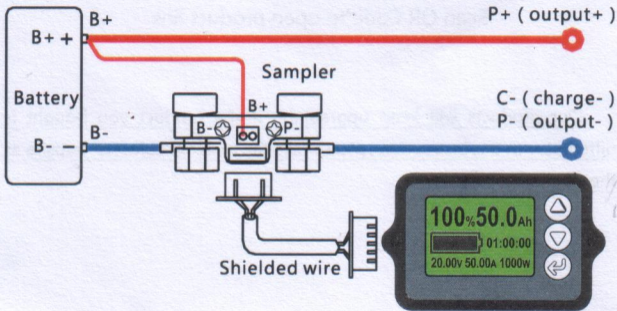 B+
P+ ( output+ )
B+ +
Sampler
Battery
B+
C- ( charge- )
B-
B-
P-
P- ( output- )
B- -
100%50.0Ah
01:00:00
20.00V 50.00A 1000W
Shielded wire